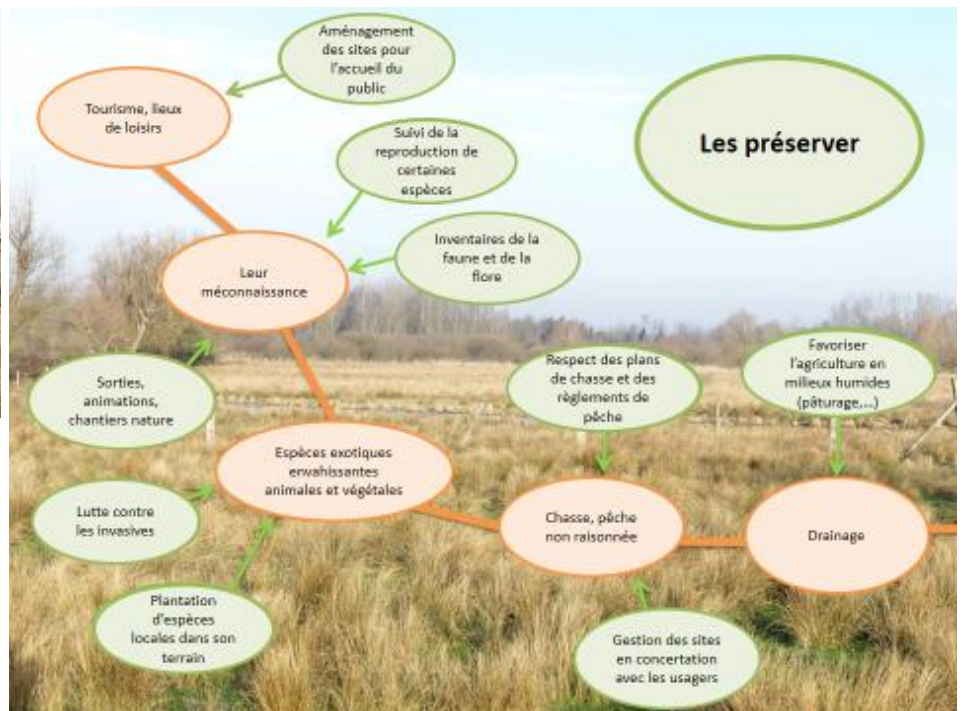 Aménagement
des sites pour
l'accueil du
public
Tourisme, lieux
de loisirs
Les préserver
Suivi de la
reproduction de
certaines
espèces
Inventaires de la
faune et de la
flore
Leur
méconnaissance
Sorties,
animations,
chantiers nature
Respect des plans
de chasse et des
règlements de
pêche
Favoriser
l'agriculture en
milieux humides
(pâturage,...)
Espèces exotiques
envahissantes
animales et végétales
Lutte contre
les invasives
Chasse, pêche
non raisonnée
Drainage
Plantation
d'espèces
locales dans son
terrain
Gestion des sites
en concertation
avec les usagers